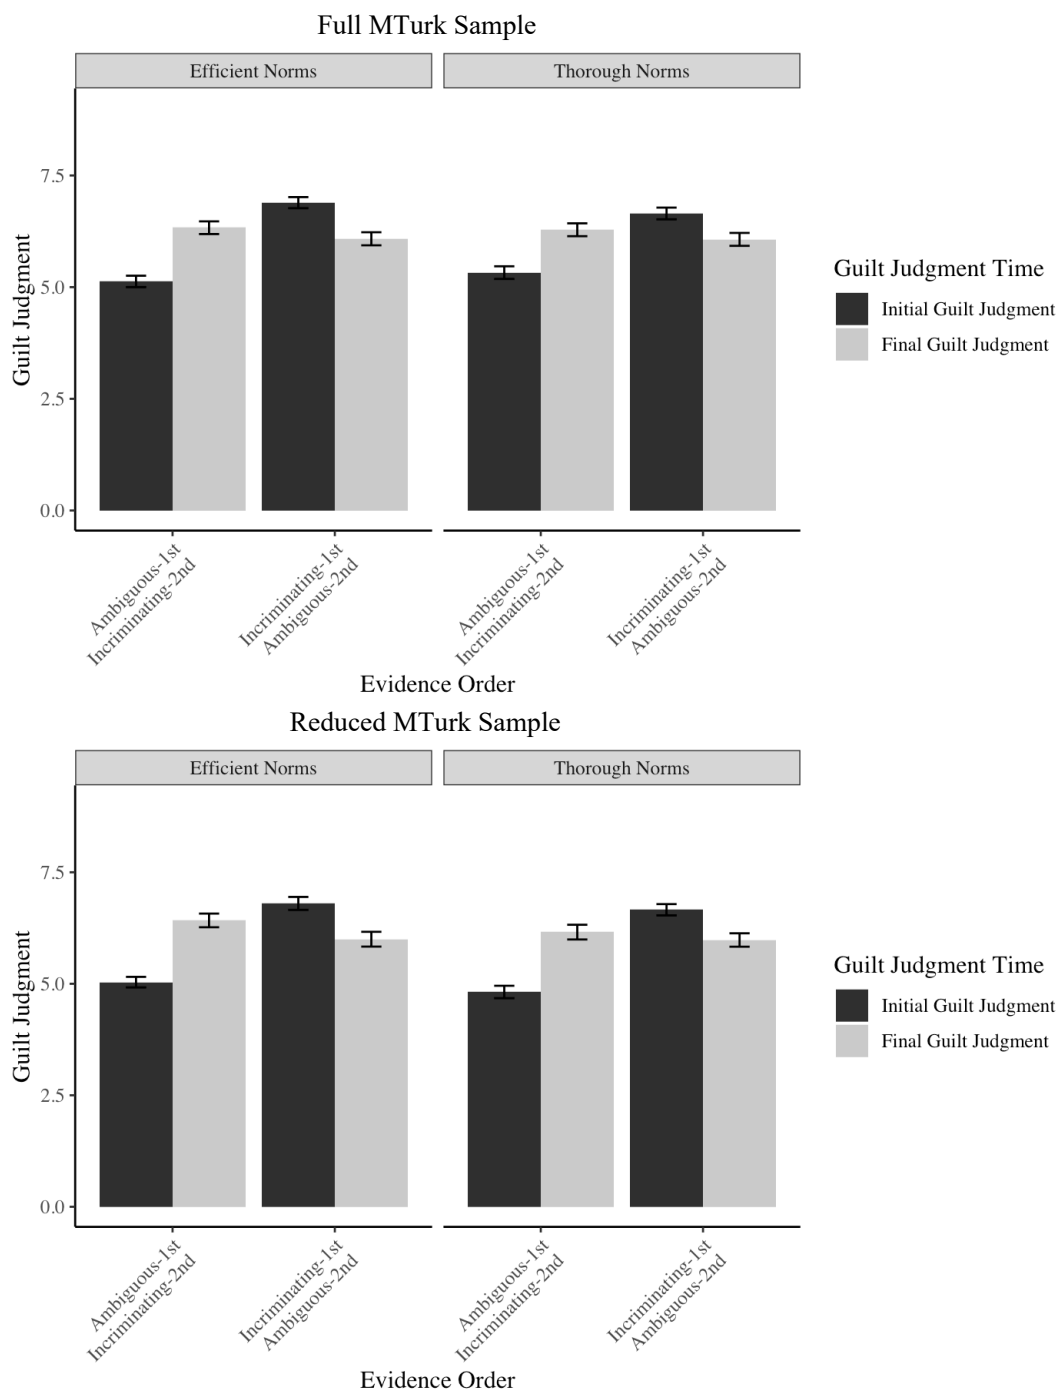 Full MTurk Sample
Efficient Norms
Thorough Norms
7.5
5.0
2.5
0.0
Guilt Judgment
Ambiguous-1st
Incriminating-2nd
Incriminating-1st
Ambiguous-2nd
Ambiguous-1st
Incriminating-2nd
Incriminating-1st
Ambiguous-2nd
Evidence Order
Guilt Judgment Time
Initial Guilt Judgment
Final Guilt Judgment
Reduced MTurk Sample
Efficient Norms
Thorough Norms
7.5
5.0
2.5
0.0
Guilt Judgment
Ambiguous-1st
Incriminating-2nd
Incriminating-1st
Ambiguous-2nd
Ambiguous-1st
Incriminating-2nd
Incriminating-1st
Ambiguous-2nd
Evidence Order
Guilt Judgment Time
Initial Guilt Judgment
Final Guilt Judgment